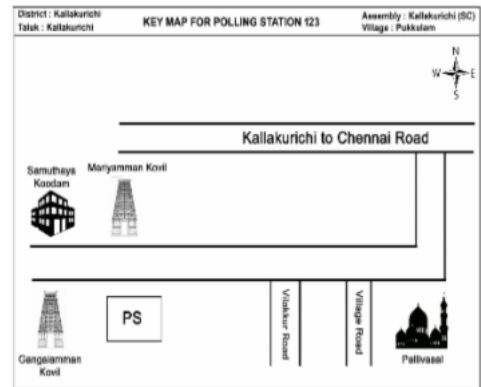 District : Kallakurichi
Taluk : Kallakurichi
KEY MAP FOR POLLING STATION 123
Assembly : Kallakurichi (SC)
Village : Pukkulam
N
W E
S
Kallakurichi to Chennai Road
Samuthaya
Koodam
Mariyamman Kovil
PS
Vilakkur Road
Village Road
Gangaiamman
Kovil
Pallivasal